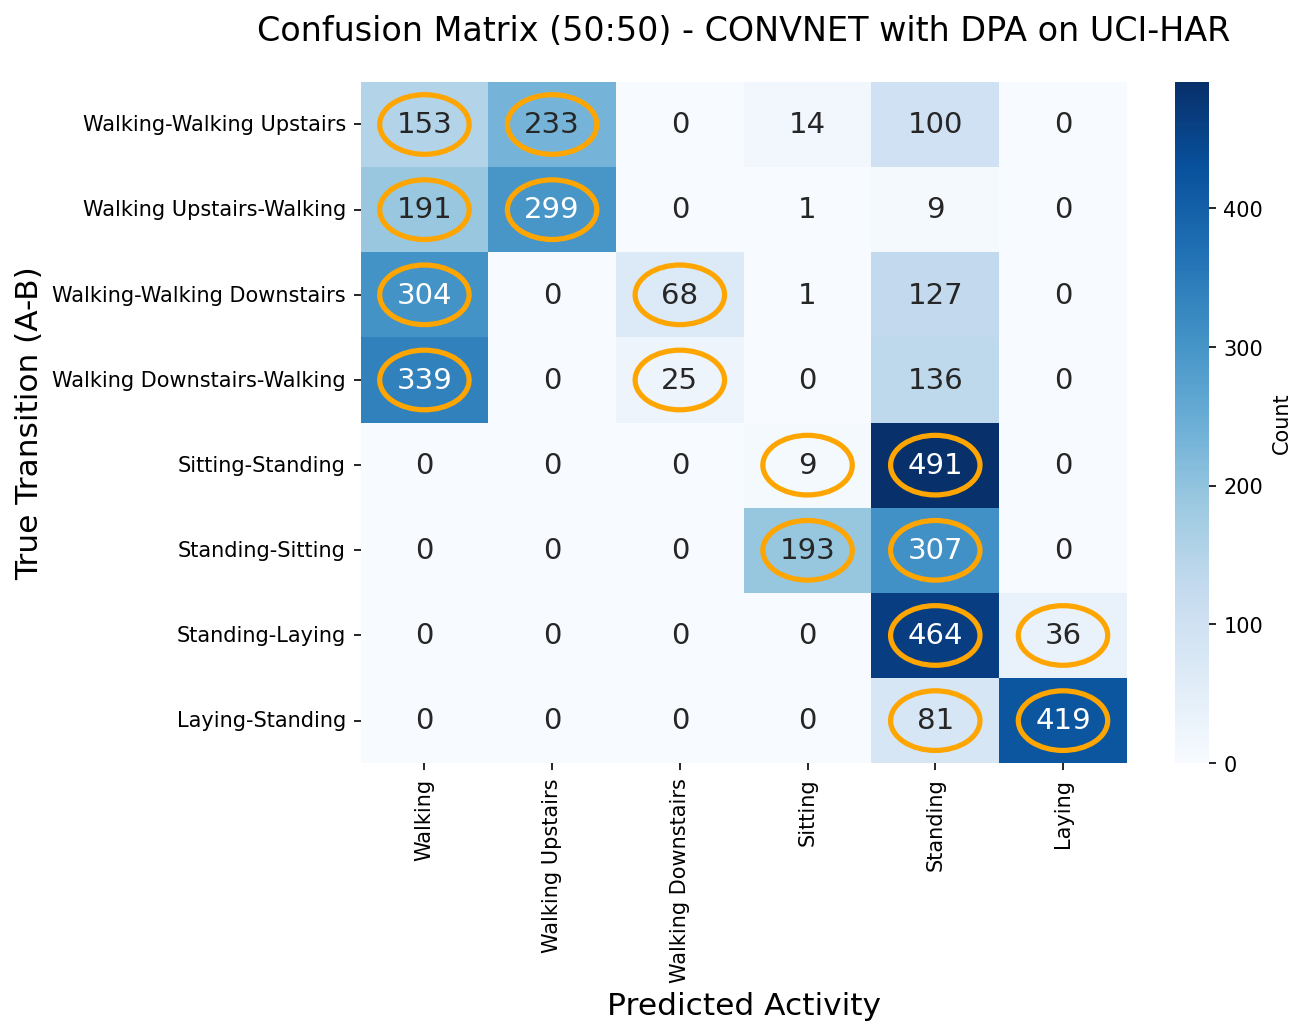 Confusion Matrix (50:50) - CONVNET with DPA on UCI-HAR
True Transition (A-B)
Walking-Walking Upstairs 153 233 0 14 100 0
Walking Upstairs-Walking 191 299 0 1 9 0
Walking-Walking Downstairs 304 0 68 1 127 0
Walking Downstairs-Walking 339 0 25 0 136 0
Sitting-Standing 0 0 0 9 491 0
Standing-Sitting 0 0 0 193 307 0
Standing-Laying 0 0 0 0 464 36
Laying-Standing 0 0 0 0 81 419
Walking
Walking Upstairs
Walking Downstairs
Sitting
Standing
Laying
Predicted Activity
400
300
200
100
0
Count